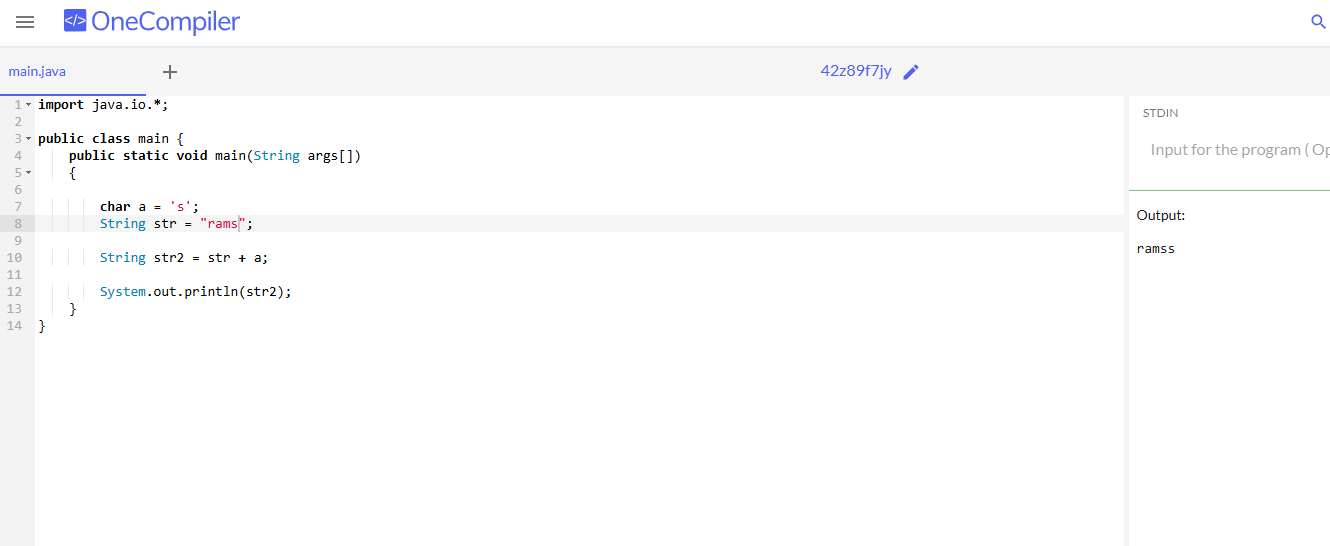 </> OneCompiler
main.java +
42z89f7jy
1 import java.io.*;
2
3 public class main {
4 public static void main(String args[])
5 {
6
7 char a = 's';
8 String str = "rams";
9
10 String str2 = str + a;
11
12 System.out.println(str2);
13 }
14 }
STDIN
Input for the program ( Op
Output:
ramss